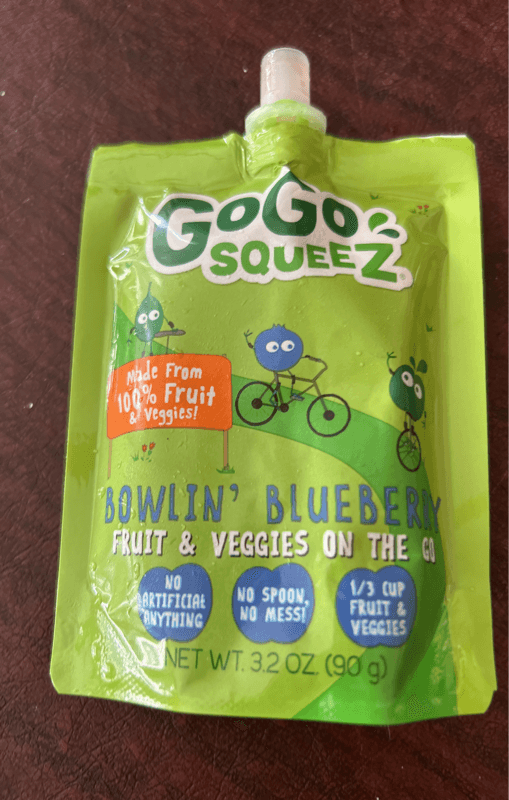 GoGo
SQUEEZ
Made From
100% Fruit
& Veggies!
BOWLIN' BLUEBERRY
FRUIT & VEGGIES ON THE GO
NO
ARTIFICIAL
ANYTHING
NO SPOON,
NO MESS!
1/3 CUP
FRUIT &
VEGGIES
NET WT. 3.2 OZ. (90 g)